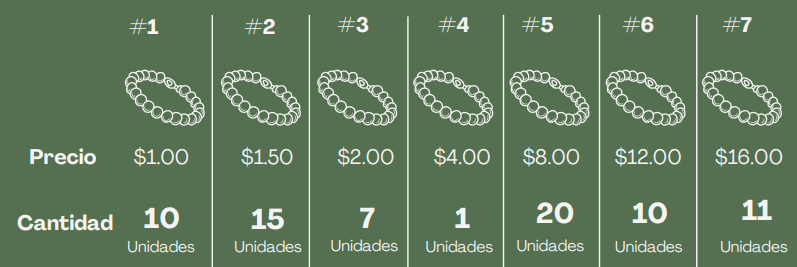 #1 #2 #3 #4 #5 #6 #7
Precio $1.00 $1.50 $2.00 $4.00 $8.00 $12.00 $16.00
Cantidad 10 15 7 1 20 10 11
Unidades Unidades Unidades Unidades Unidades Unidades Unidades